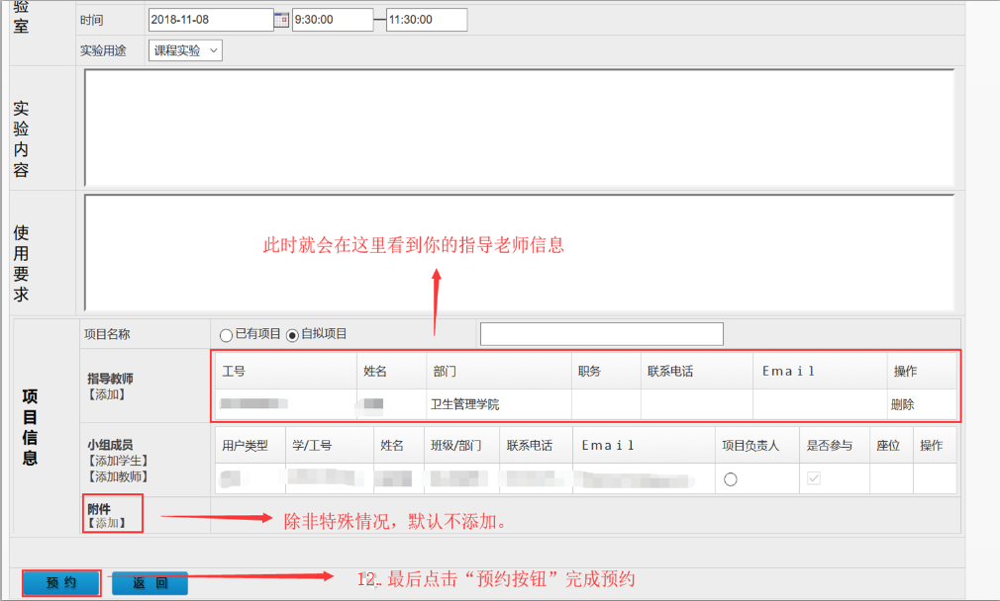 验室
时间 2018-11-08 9:30:00 — 11:30:00
实验用途 课程实验
实验内容
使用要求
此时就会在这里看到你的指导老师信息
项目信息
项目名称 已有项目 自拟项目
指导教师
【添加】
工号 姓名 部门 职务 联系电话 Email 操作
卫生管理学院 删除
小组成员
【添加学生】
【添加教师】
用户类型 学/工号 姓名 班级/部门 联系电话 Email 项目负责人 是否参与 座位 操作
附件
【添加】
除非特殊情况，默认不添加。
预 约 返 回
12. 最后点击“预约按钮”完成预约